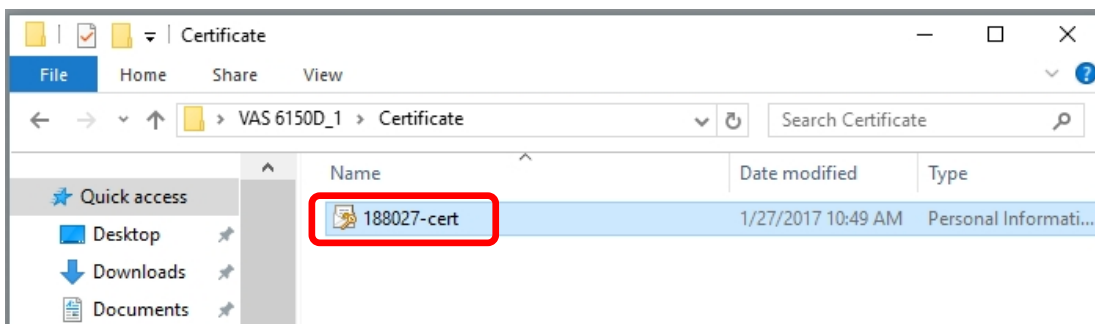 Certificate
File Home Share View
VAS 6150D_1 > Certificate Search Certificate
Name Date modified Type
Quick access
188027-cert 1/27/2017 10:49 AM Personal Informati...
Desktop
Downloads
Documents